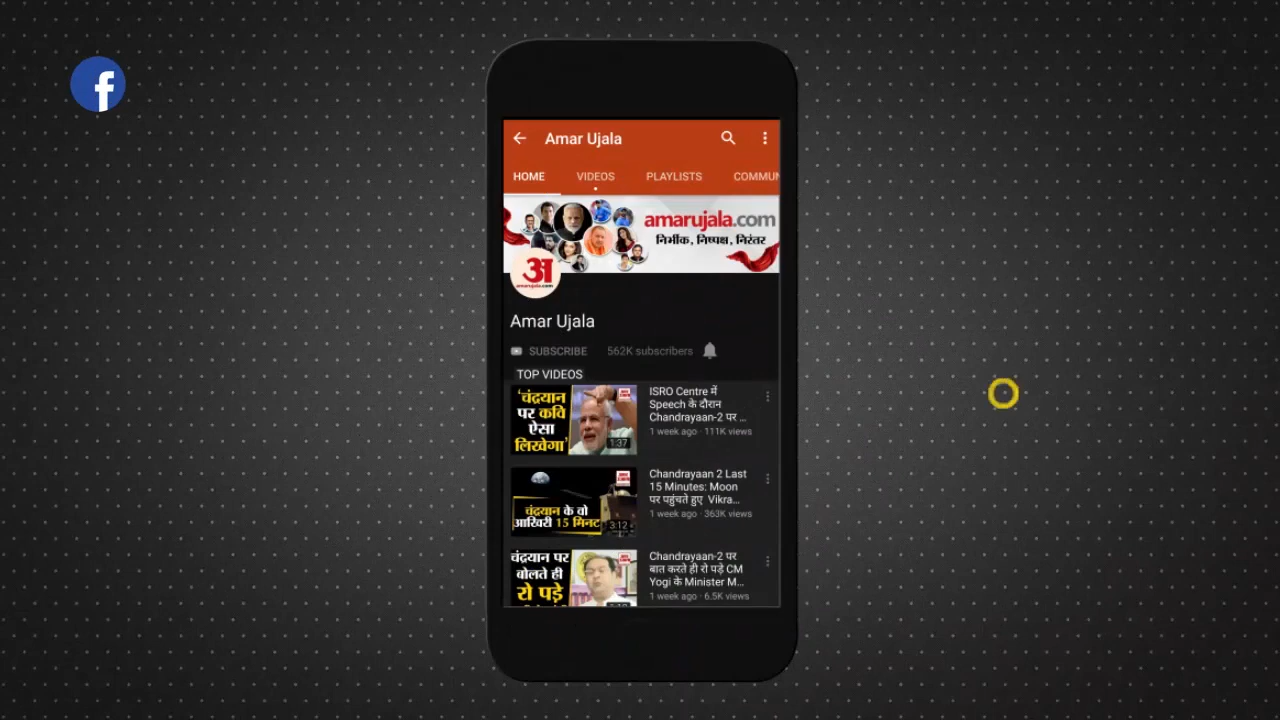 f
Amar Ujala
HOME VIDEOS PLAYLISTS COMMUN
amarujala.com
निर्भीक, निष्पक्ष, निरंतर
अ
amarujala.com
Amar Ujala
SUBSCRIBE 562K subscribers
TOP VIDEOS
'चंद्रयान
पर कवि
ऐसा
लिखेगा'
1:37
ISRO Centre में
Speech के दौरान
Chandrayaan-2 पर ...
1 week ago · 111K views
चंद्रयान के वो
आखिरी 15 मिनट
3:12
Chandrayaan 2 Last
15 Minutes: Moon
पर पहुंचते हुए Vikra...
1 week ago · 363K views
चंद्रयान पर
बोलते ही
रो पड़े
Chandrayaan-2 पर
बात करते ही रो पड़े CM
Yogi के Minister M...
1 week ago · 6.5K views